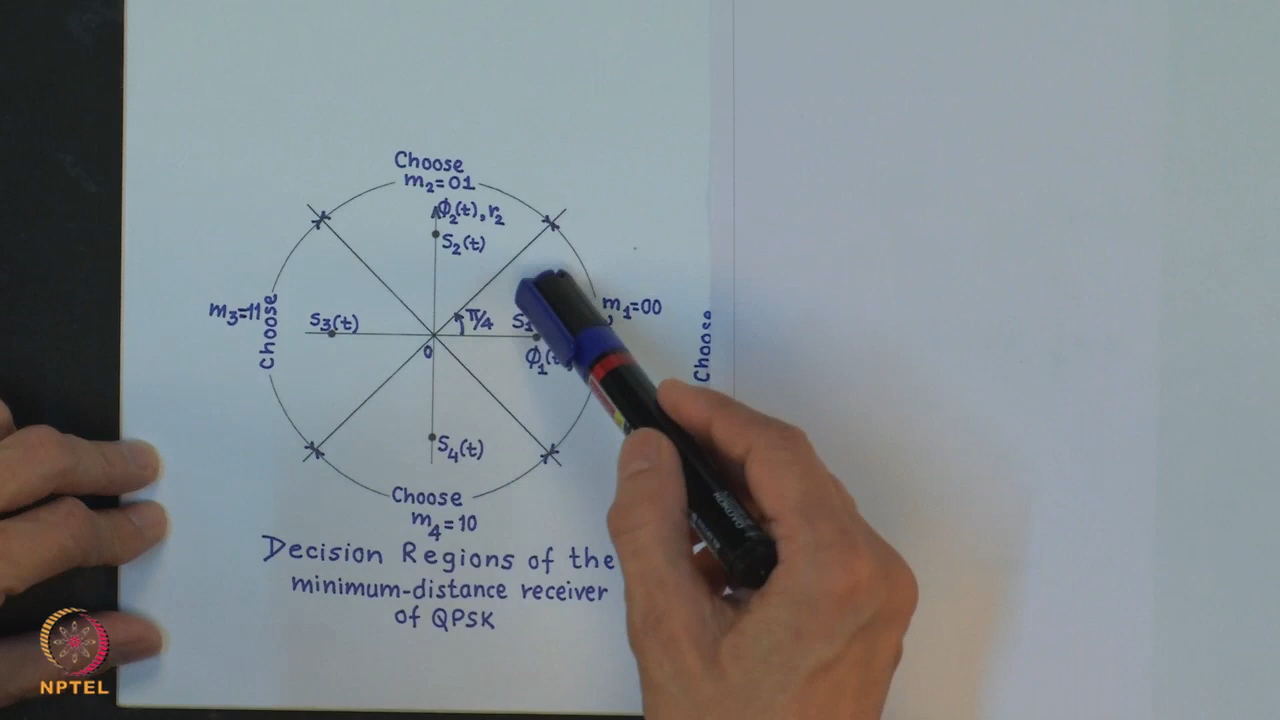 Choose
m₂=01
ϕ₂(t), r₂
S₂(t)
m₃=11
Choose
S₃(t)
π/4
m₁=00
Choose
0
S₄(t)
Choose
m₄=10
Decision Regions of the
minimum-distance receiver
of QPSK
NPTEL